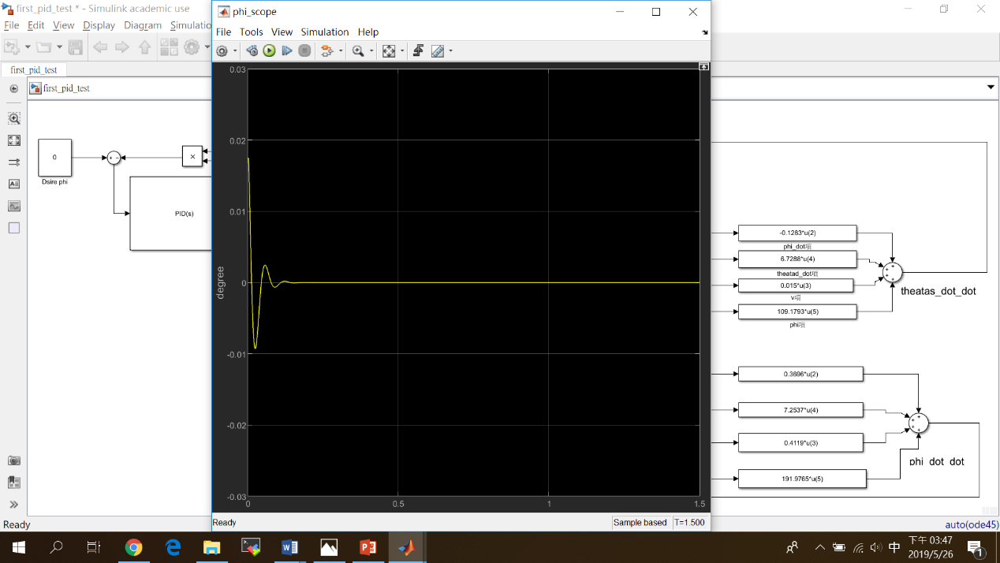 first_pid_test * - Simulink academic use
File Edit View Display Diagram Simulatio
first_pid_test
first_pid_test
0
Dsire phi
+ -
×
PID(s)
phi_scope
File Tools View Simulation Help
0.03
0.02
0.01
0
-0.01
-0.02
-0.03
degree
0 0.5 1 1.5
Ready
Sample based T=1.500
-0.1283*u(2)
phi_dot項
6.7288*u(4)
theatad_dot項
0.015*u(3)
v項
109.1793*u(5)
phi項
theatas_dot_dot
0.3696*u(2)
7.2537*u(4)
0.4119*u(3)
191.9765*u(5)
phi dot dot
Ready
auto(ode45)
中
下午 03:47
2019/5/26
1